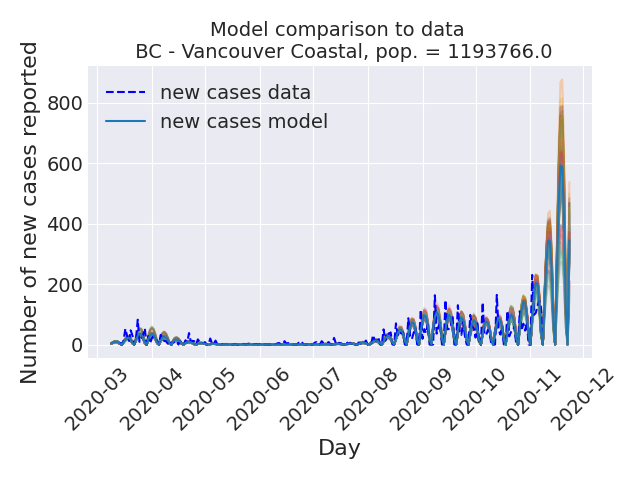 Model comparison to data
BC - Vancouver Coastal, pop. = 1193766.0
Number of new cases reported
800
600
400
200
0
new cases data
new cases model
2020-03
2020-04
2020-05
2020-06
2020-07
2020-08
2020-09
2020-10
2020-11
2020-12
Day